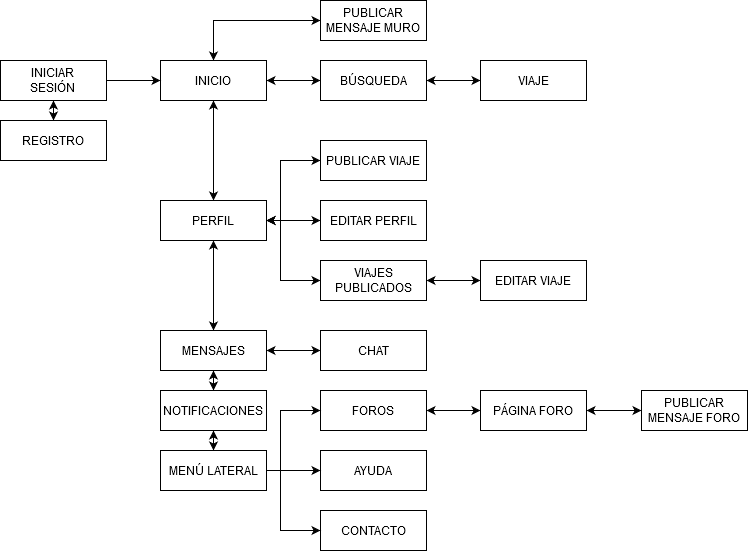 PUBLICAR
MENSAJE MURO
INICIAR
SESIÓN
INICIO
BÚSQUEDA
VIAJE
REGISTRO
PUBLICAR VIAJE
PERFIL
EDITAR PERFIL
VIAJES
PUBLICADOS
EDITAR VIAJE
MENSAJES
CHAT
NOTIFICACIONES
FOROS
PÁGINA FORO
PUBLICAR
MENSAJE FORO
MENÚ LATERAL
AYUDA
CONTACTO